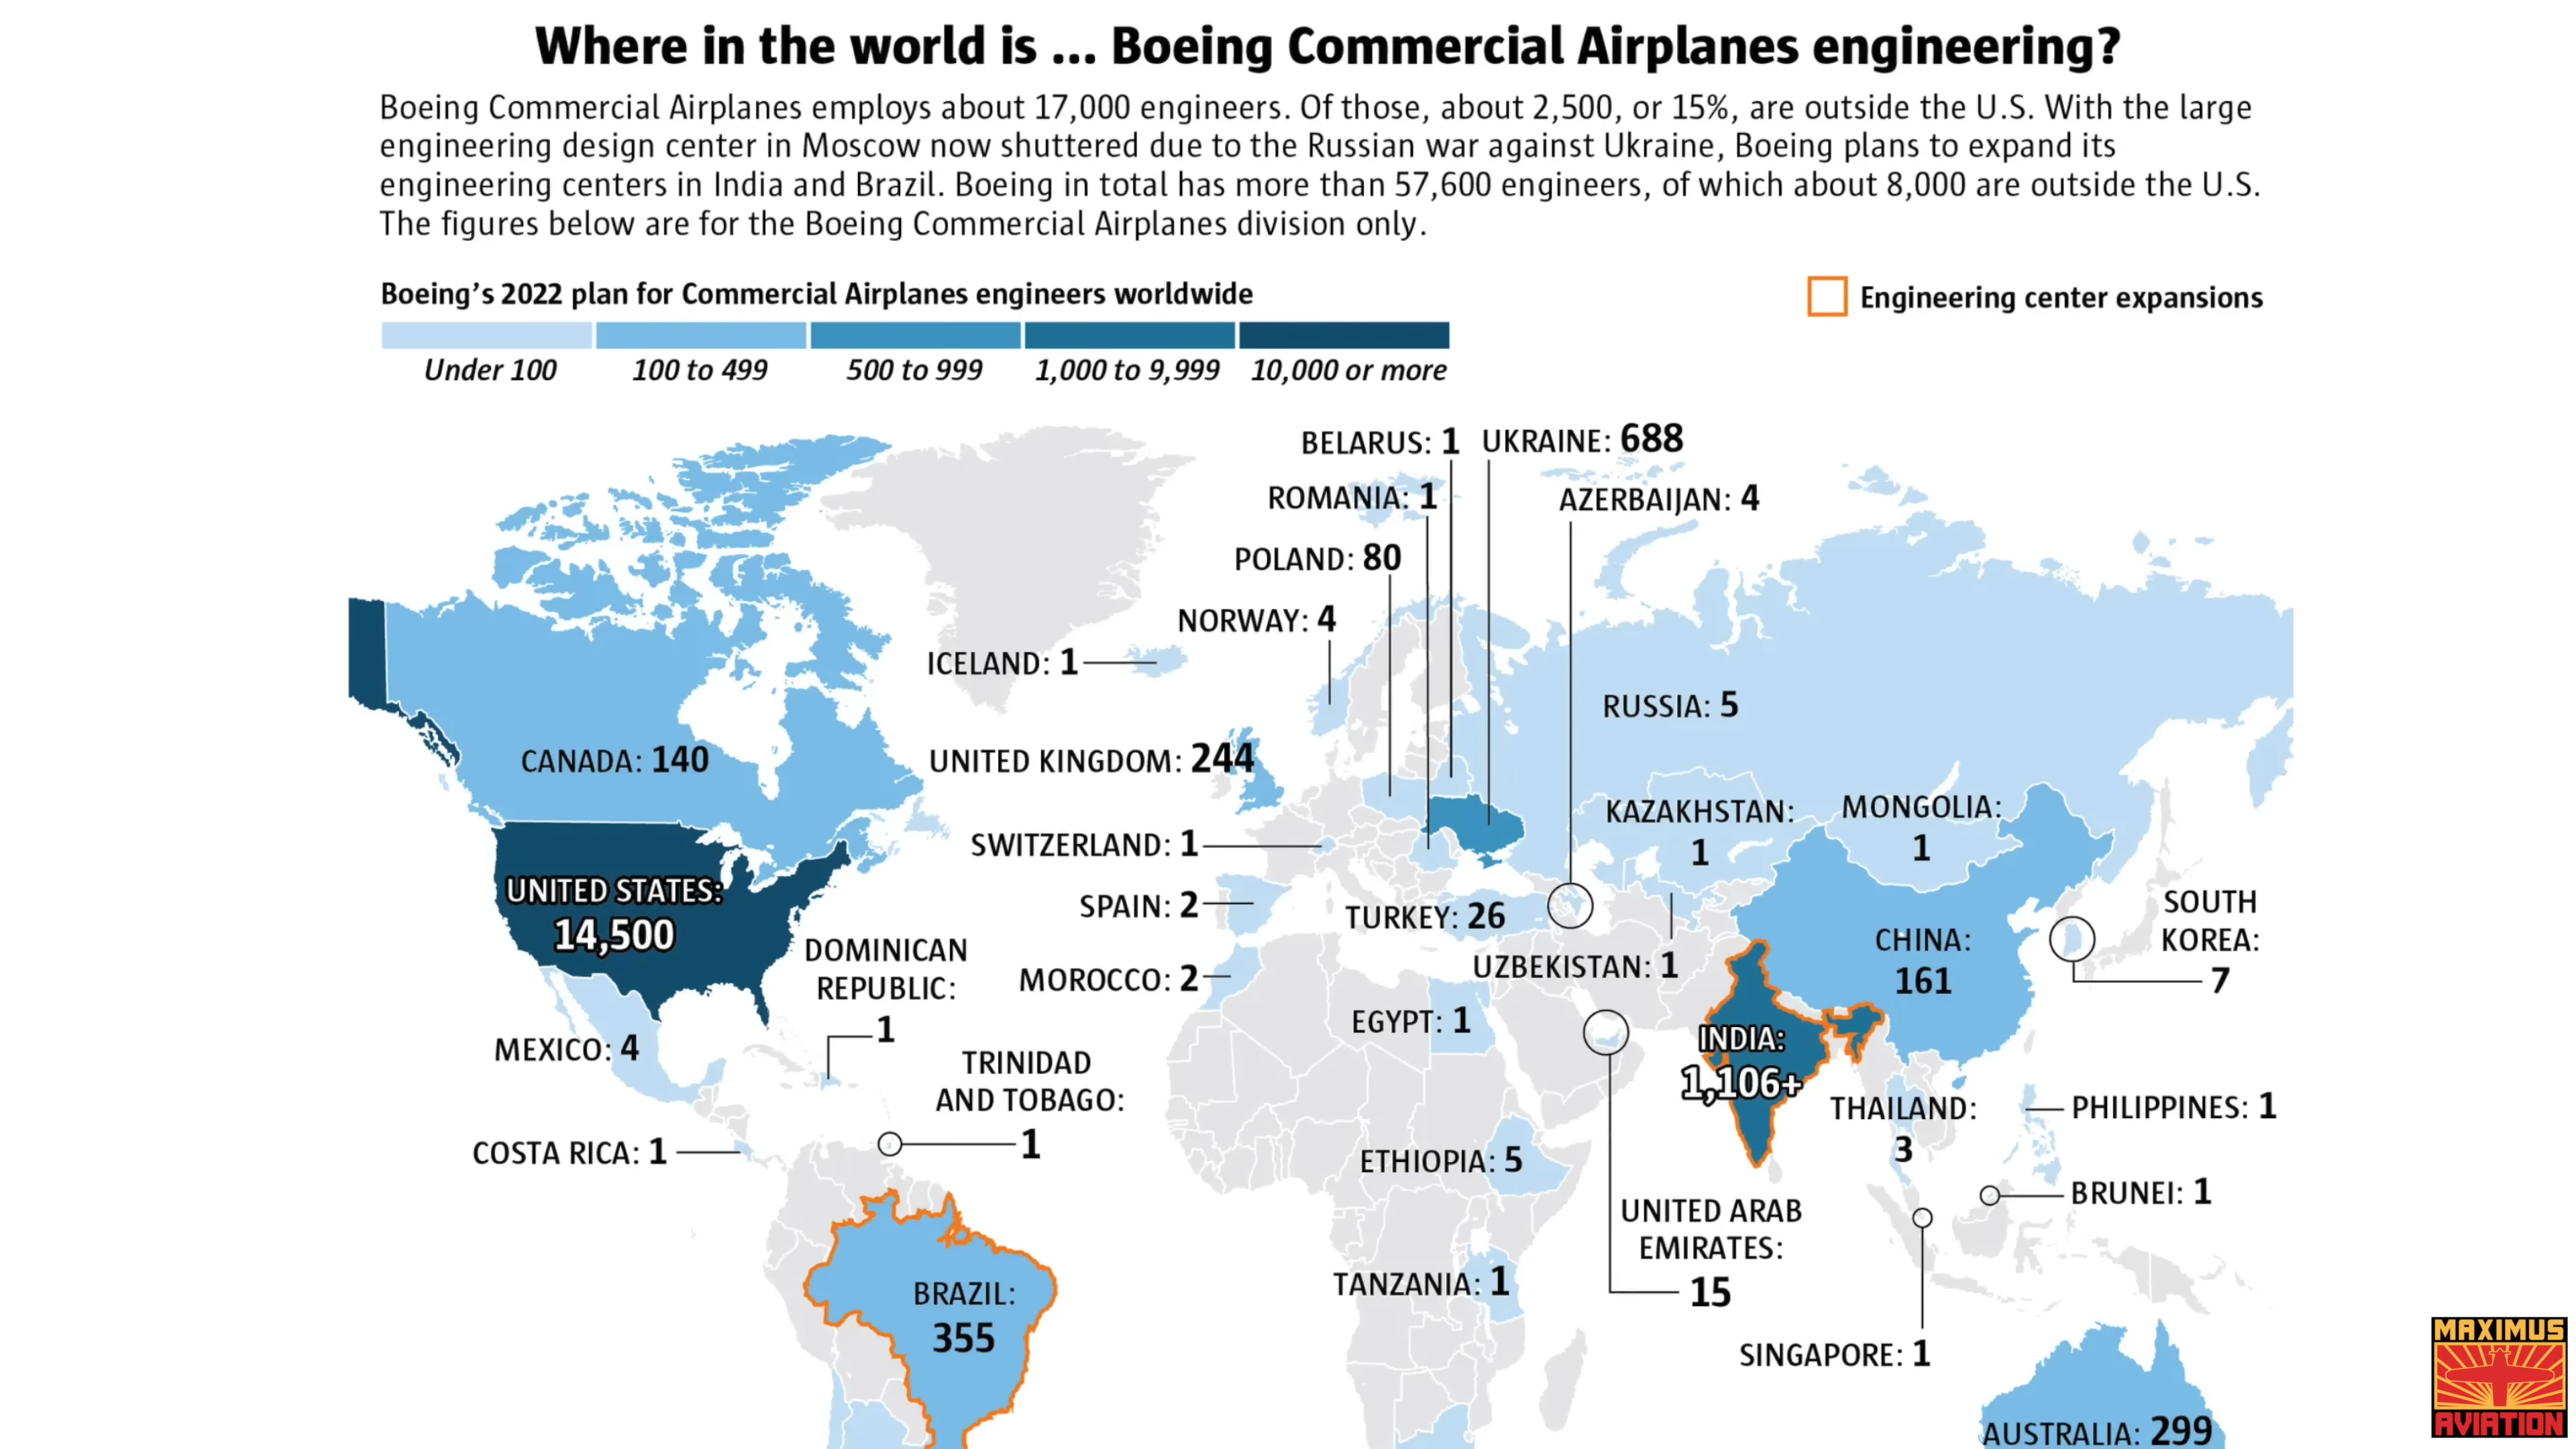 Where in the world is ... Boeing Commercial Airplanes engineering?
Boeing Commercial Airplanes employs about 17,000 engineers. Of those, about 2,500, or 15%, are outside the U.S. With the large
engineering design center in Moscow now shuttered due to the Russian war against Ukraine, Boeing plans to expand its
engineering centers in India and Brazil. Boeing in total has more than 57,600 engineers, of which about 8,000 are outside the U.S.
The figures below are for the Boeing Commercial Airplanes division only.
Boeing's 2022 plan for Commercial Airplanes engineers worldwide
Engineering center expansions
Under 100
100 to 499
500 to 999
1,000 to 9,999
10,000 or more
BELARUS: 1
UKRAINE: 688
ROMANIA: 1
AZERBAIJAN: 4
POLAND: 80
NORWAY: 4
ICELAND: 1
RUSSIA: 5
CANADA: 140
UNITED KINGDOM: 244
KAZAKHSTAN:
1
MONGOLIA:
1
SWITZERLAND: 1
UNITED STATES:
14,500
SPAIN: 2
TURKEY: 26
SOUTH
KOREA:
7
CHINA:
161
DOMINICAN
REPUBLIC:
1
MOROCCO: 2
UZBEKISTAN: 1
EGYPT: 1
INDIA:
1,106+
MEXICO: 4
TRINIDAD
AND TOBAGO:
1
THAILAND:
3
PHILIPPINES: 1
COSTA RICA: 1
ETHIOPIA: 5
BRUNEI: 1
UNITED ARAB
EMIRATES:
15
TANZANIA: 1
BRAZIL:
355
SINGAPORE: 1
AUSTRALIA: 299
MAXIMUS
AVIATION